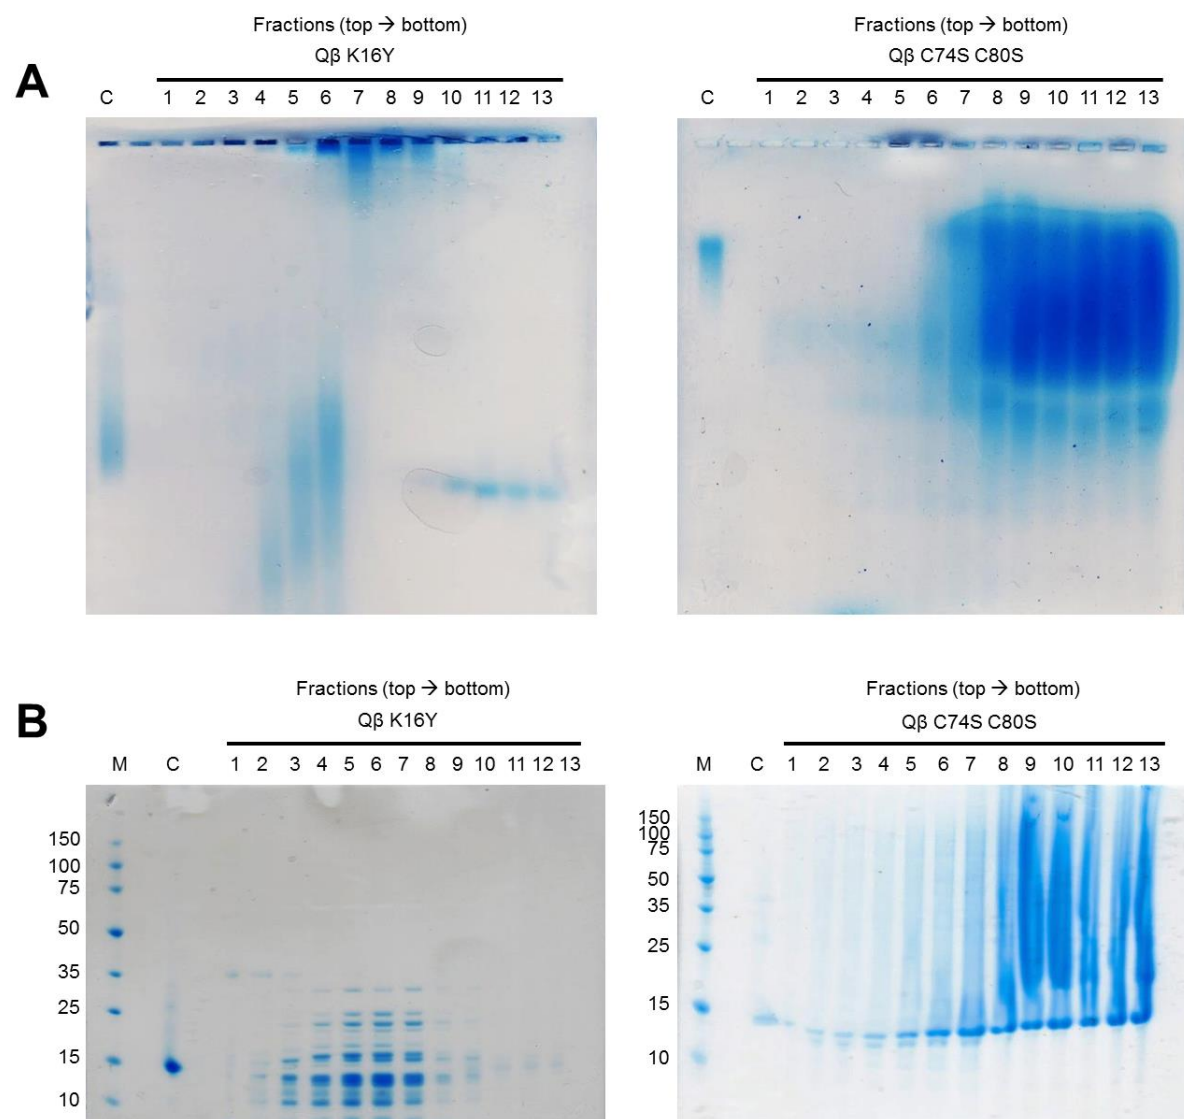 Fractions (top → bottom)
Qβ K16Y
A
C 1 2 3 4 5 6 7 8 9 10 11 12 13
Fractions (top → bottom)
Qβ C74S C80S
C 1 2 3 4 5 6 7 8 9 10 11 12 13
Fractions (top → bottom)
Qβ K16Y
B
M C 1 2 3 4 5 6 7 8 9 10 11 12 13
150
100
75
50
35
25
15
10
Fractions (top → bottom)
Qβ C74S C80S
M C 1 2 3 4 5 6 7 8 9 10 11 12 13
150
100
75
50
35
25
15
10